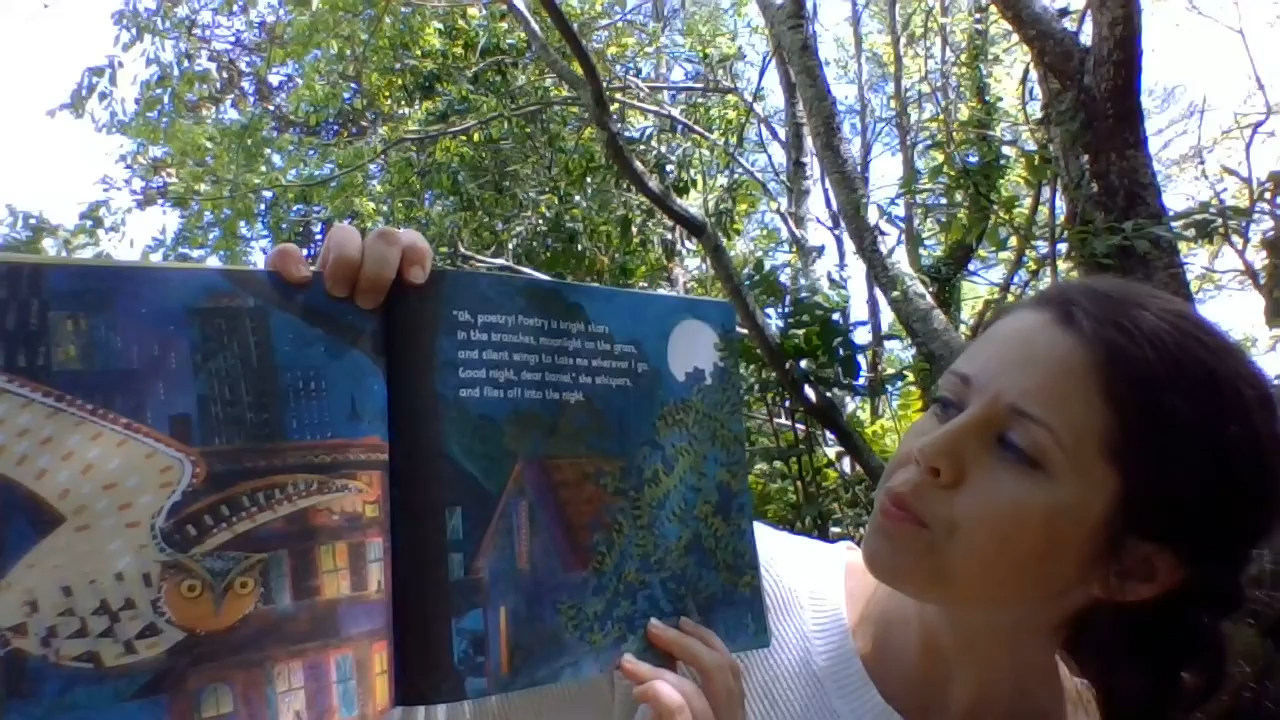 "Oh, poetry! Poetry is bright stars
in the branches, moonlight on the grass,
and silent wings to take me wherever I go.
Good night, dear Daniel," she whispers,
and flies off into the night.